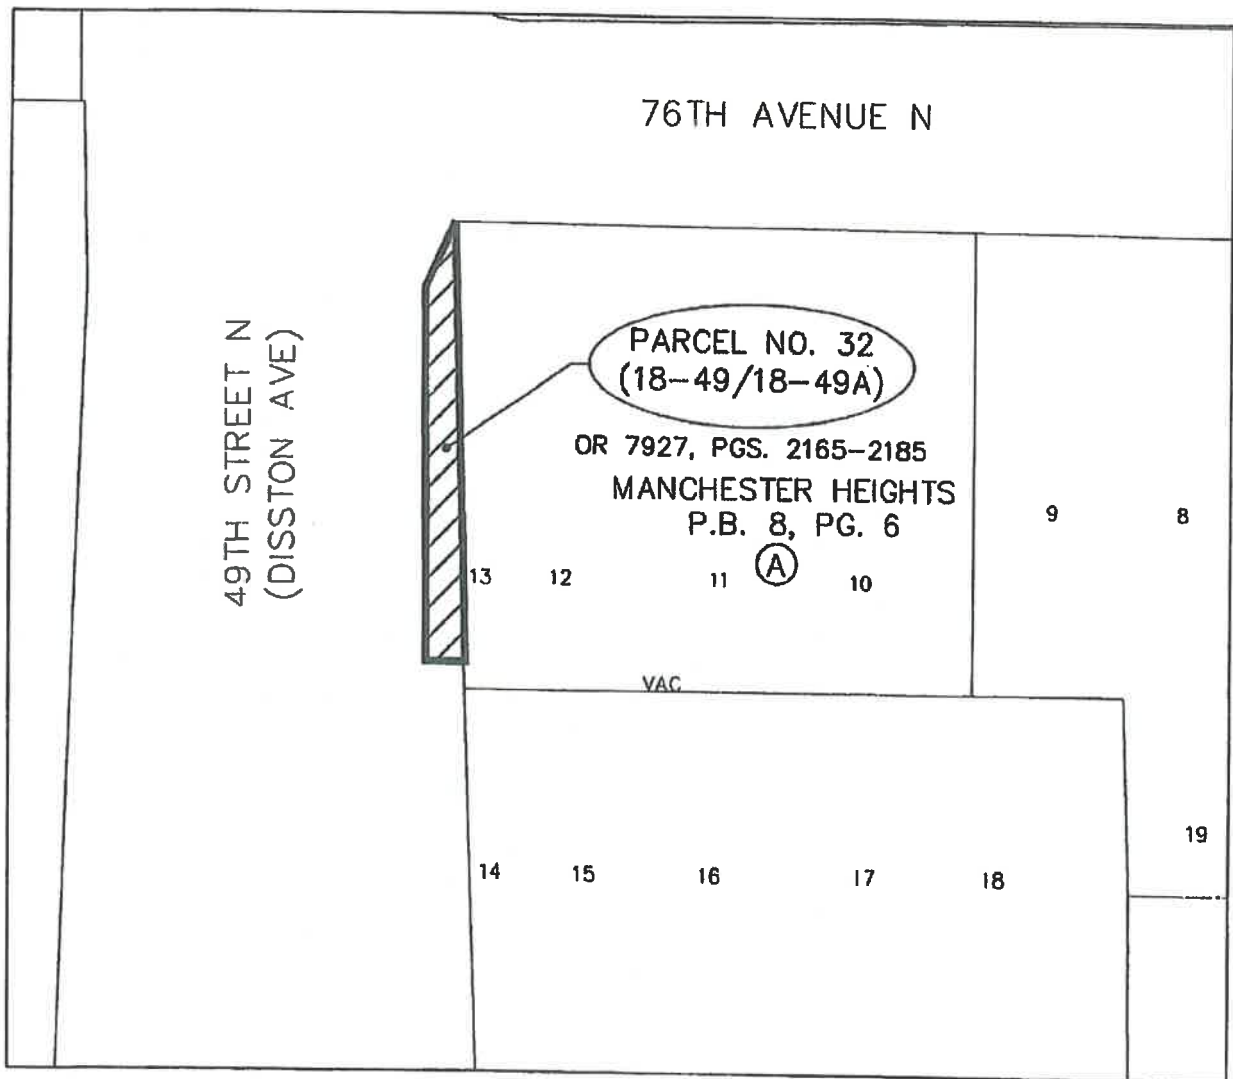 76TH AVENUE N
49TH STREET N
(DISSTON AVE)
PARCEL NO. 32
(18-49/18-49A)
OR 7927, PGS. 2165-2185
MANCHESTER HEIGHTS
P.B. 8, PG. 6
A
9
8
13
12
11
10
VAC
19
14
15
16
17
18